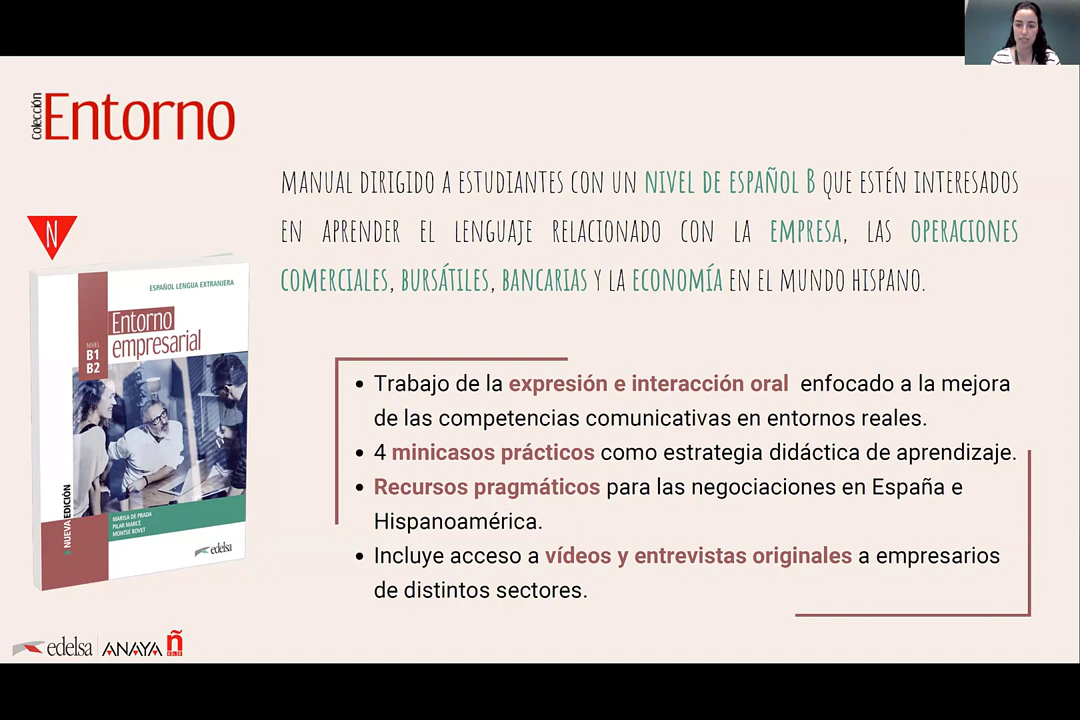 Colección
Entorno
MANUAL DIRIGIDO A ESTUDIANTES CON UN NIVEL DE ESPAÑOL B QUE ESTÉN INTERESADOS
EN APRENDER EL LENGUAJE RELACIONADO CON LA EMPRESA, LAS OPERACIONES
COMERCIALES, BURSÁTILES, BANCARIAS Y LA ECONOMÍA EN EL MUNDO HISPANO.
N
ESPAÑOL LENGUA EXTRANJERA
Entorno
empresarial
NIVEL
B1
B2
NUEVA EDICIÓN
MARISA DE PRADA
PILAR MARCÉ
MONTSE BOVET
edelsa
• Trabajo de la expresión e interacción oral enfocado a la mejora
de las competencias comunicativas en entornos reales.
• 4 minicasos prácticos como estrategia didáctica de aprendizaje.
• Recursos pragmáticos para las negociaciones en España e
Hispanoamérica.
• Incluye acceso a vídeos y entrevistas originales a empresarios
de distintos sectores.
edelsa ANAYA ñ